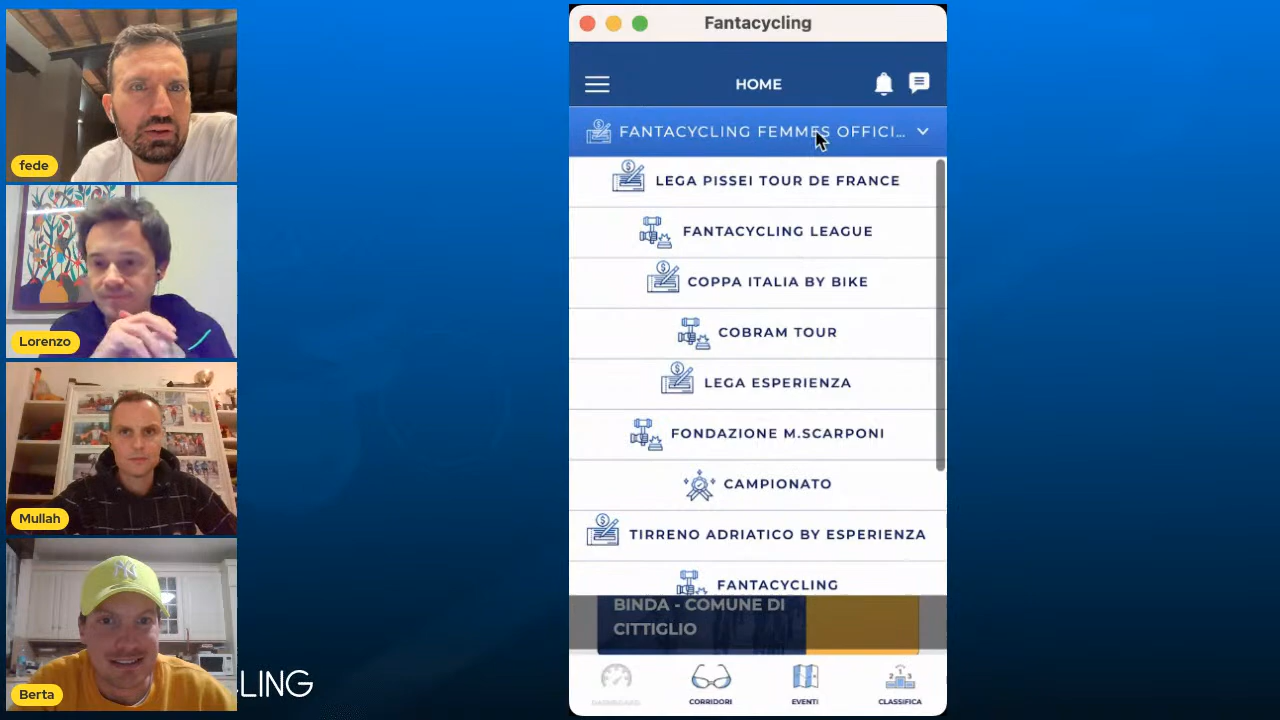 fede
Lorenzo
Mullah
Berta
LING
Fantacycling
HOME
FANTACYCLING FEMMES OFFICI...
LEGA PISSEI TOUR DE FRANCE
FANTACYCLING LEAGUE
COPPA ITALIA BY BIKE
COBRAM TOUR
LEGA ESPERIENZA
FONDAZIONE M.SCARPONI
CAMPIONATO
TIRRENO ADRIATICO BY ESPERIENZA
FANTACYCLING
BINDA - COMUNE DI
CITTIGLIO
DASHBOARD
CORRIDORI
EVENTI
CLASSIFICA